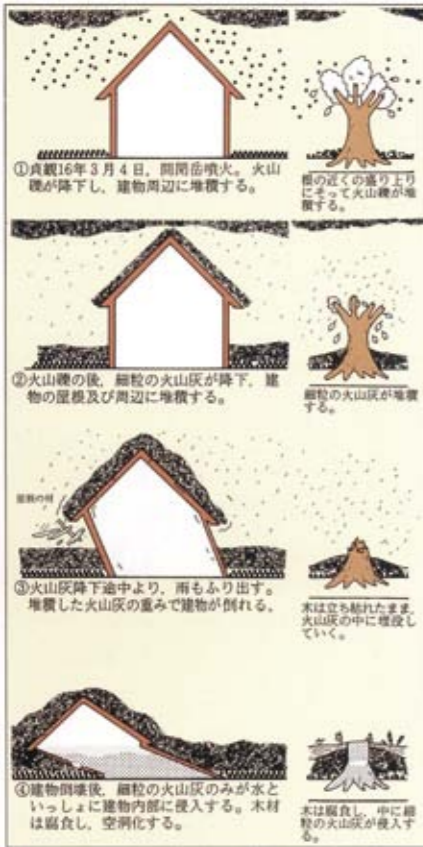 ①貞観16年3月4日，開聞岳噴火。火山
礫が降下し，建物周辺に堆積する。
根の近くの盛り上り
にそって火山礫が堆
積する。
②火山礫の後，細粒の火山灰が降下，建
物の屋根及び周辺に堆積する。
細粒の火山灰が堆積
する。
③火山灰降下途中より，雨もふり出す。
堆積した火山灰の重みで建物が倒れる。
木は立ち枯れたまま，
火山灰の中に埋没し
ていく。
④建物倒壊後，細粒の火山灰のみが水と
いっしょに建物内部に侵入する。木材
は腐食し，空洞化する。
木は腐食し，中に細
粒の火山灰が侵入す
る。